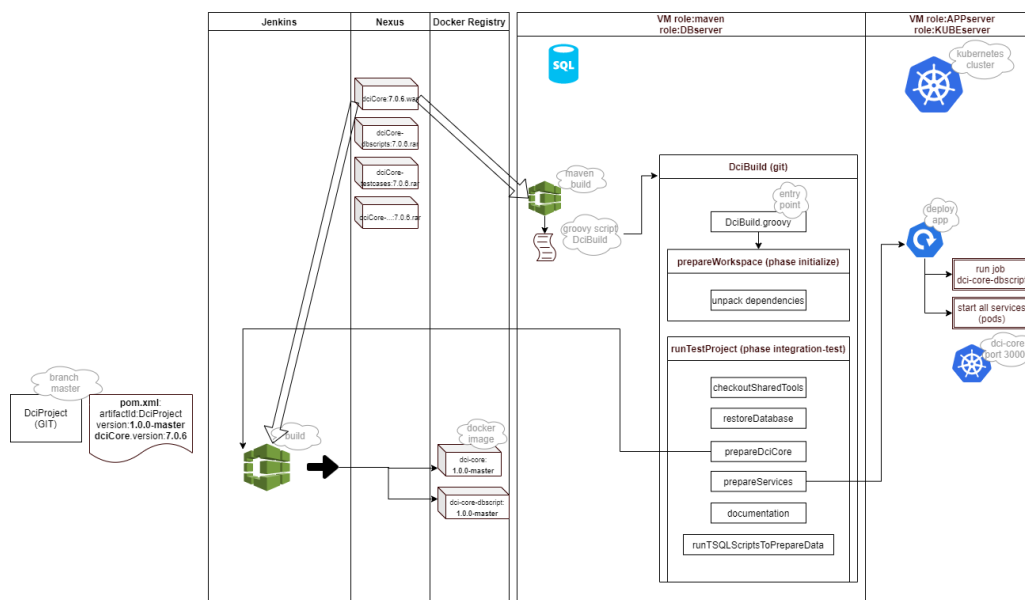 Jenkins
Nexus
Docker Registry
VM role:maven
role:DBserver
VM role:APPserver
role:KUBEserver
SQL
kubernetes
cluster
dciCore:7.0.6.war
dciCore-
dbscripts:7.0.6.rar
dciCore-
testcases:7.0.6.rar
dciCore-...:7.0.6.rar
maven
build
groovy script
DciBuild
DciBuild (git)
entry
point
DciBuild.groovy
prepareWorkspace (phase initialize)
unpack dependencies
runTestProject (phase integration-test)
checkoutSharedTools
restoreDatabase
prepareDciCore
prepareServices
documentation
runTSQLScriptsToPrepareData
deploy
app
run job
dci-core-dbscript
start all services
(pods)
dci-core
port 3000
branch
master
DciProject
(GIT)
pom.xml:
artifactId:DciProject
version:1.0.0-master
dciCore.version:7.0.6
build
docker
image
dci-core:
1.0.0-master
dci-core-dbscript:
1.0.0-master